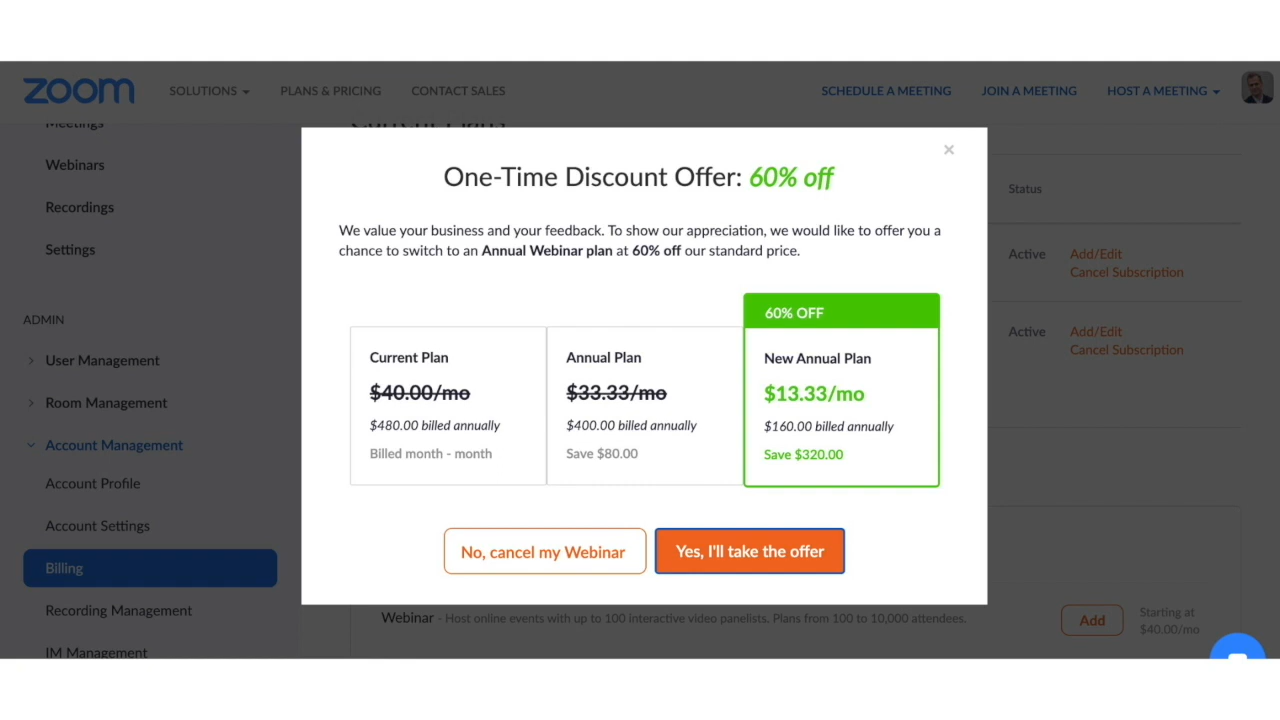 zoom
SOLUTIONS
PLANS & PRICING
CONTACT SALES
SCHEDULE A MEETING
JOIN A MEETING
HOST A MEETING
Meetings
Webinars
Recordings
Settings
ADMIN
User Management
Room Management
Account Management
Account Profile
Account Settings
Billing
Recording Management
IM Management
Current Plans
One-Time Discount Offer: 60% off
We value your business and your feedback. To show our appreciation, we would like to offer you a
chance to switch to an Annual Webinar plan at 60% off our standard price.
Current Plan
$40.00/mo
$480.00 billed annually
Billed month - month
Annual Plan
$33.33/mo
$400.00 billed annually
Save $80.00
60% OFF
New Annual Plan
$13.33/mo
$160.00 billed annually
Save $320.00
No, cancel my Webinar
Yes, I'll take the offer
Status
Active
Add/Edit
Cancel Subscription
Active
Add/Edit
Cancel Subscription
Webinar - Host online events with up to 100 interactive video panelists. Plans from 100 to 10,000 attendees.
Add
Starting at
$40.00/mo